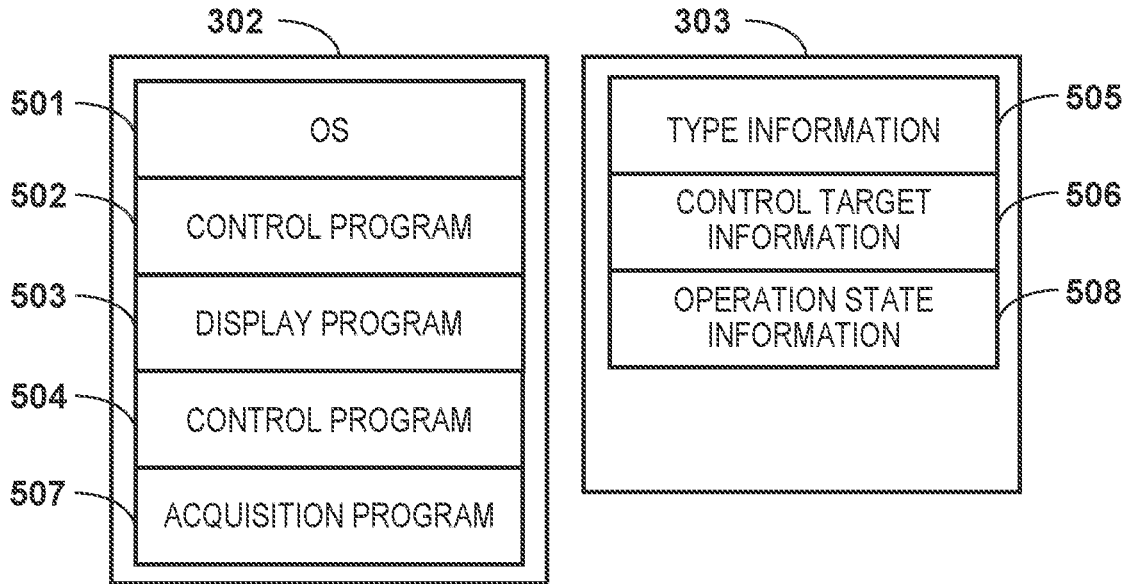 302
501
OS
502
CONTROL PROGRAM
503
DISPLAY PROGRAM
504
CONTROL PROGRAM
507
ACQUISITION PROGRAM
303
TYPE INFORMATION
505
CONTROL TARGET
INFORMATION
506
OPERATION STATE
INFORMATION
508